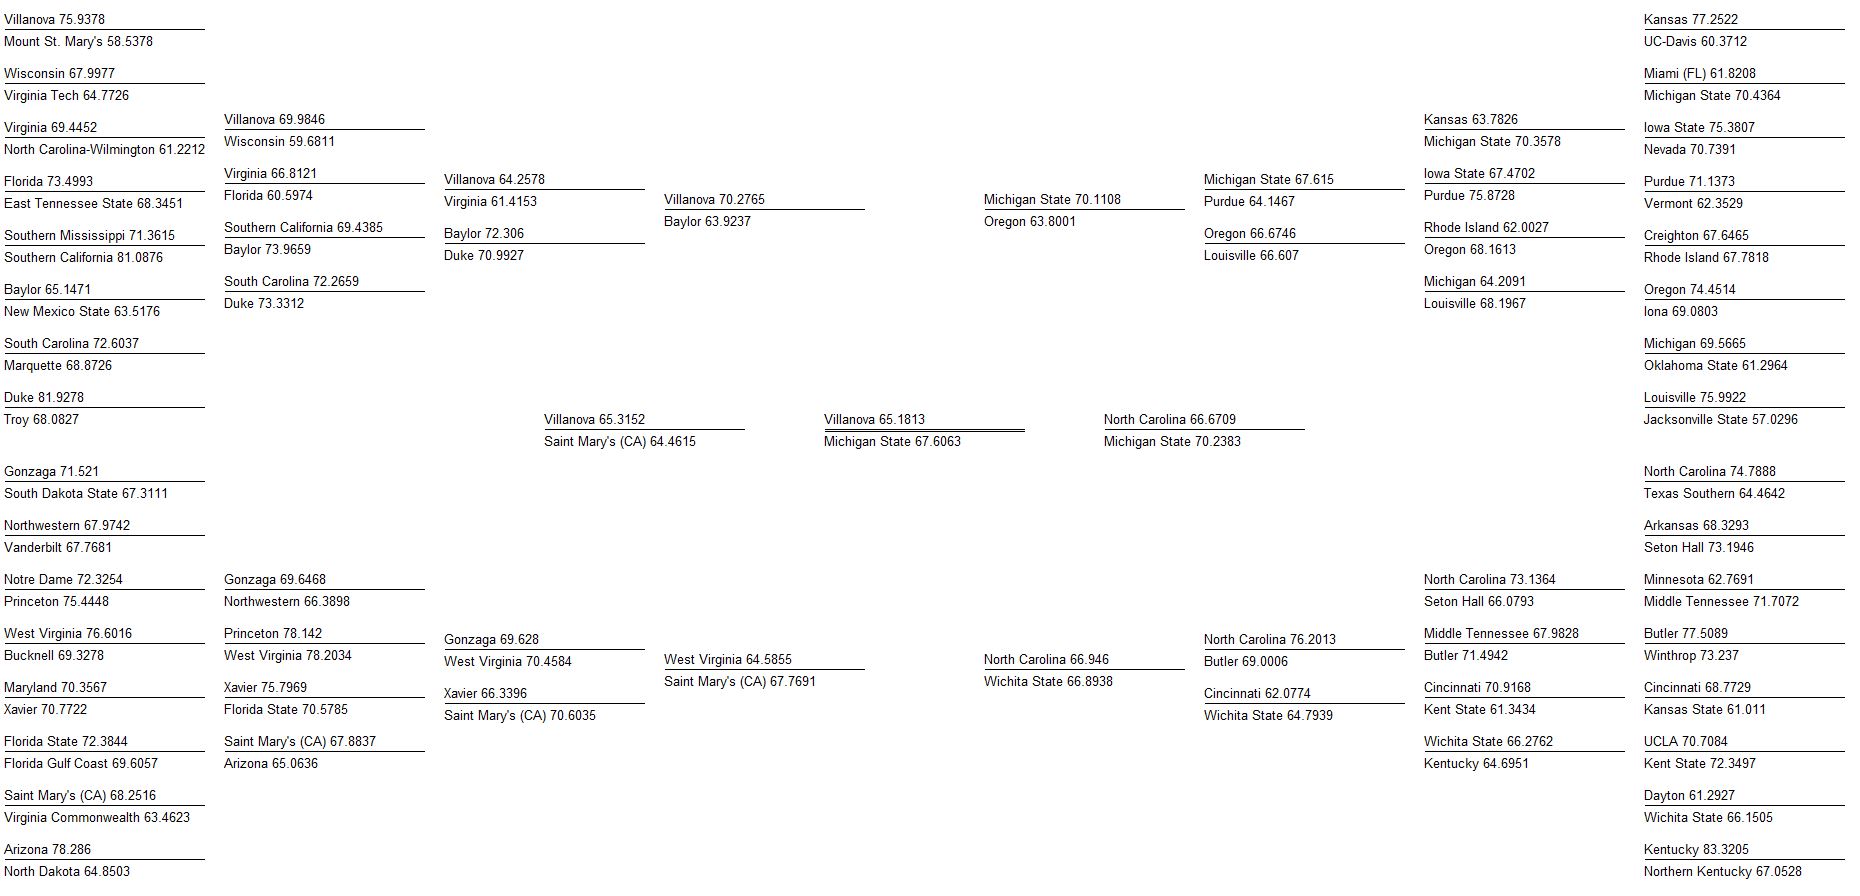 Villanova 75.9378
Mount St. Mary's 58.5378
Wisconsin 67.9977
Virginia Tech 64.7726
Virginia 69.4452
North Carolina-Wilmington 61.2212
Florida 73.4993
East Tennessee State 68.3451
Southern Mississippi 71.3615
Southern California 81.0876
Baylor 65.1471
New Mexico State 63.5176
South Carolina 72.6037
Marquette 68.8726
Duke 81.9278
Troy 68.0827
Villanova 69.9846
Wisconsin 59.6811
Virginia 66.8121
Florida 60.5974
Southern California 69.4385
Baylor 73.9659
South Carolina 72.2659
Duke 73.3312
Villanova 64.2578
Virginia 61.4153
Baylor 72.306
Duke 70.9927
Villanova 70.2765
Baylor 63.9237
Michigan State 70.1108
Oregon 63.8001
Michigan State 67.615
Purdue 64.1467
Oregon 66.6746
Louisville 66.607
Kansas 63.7826
Michigan State 70.3578
Iowa State 67.4702
Purdue 75.8728
Rhode Island 62.0027
Oregon 68.1613
Michigan 64.2091
Louisville 68.1967
Kansas 77.2522
UC-Davis 60.3712
Miami (FL) 61.8208
Michigan State 70.4364
Iowa State 75.3807
Nevada 70.7391
Purdue 71.1373
Vermont 62.3529
Creighton 67.6465
Rhode Island 67.7818
Oregon 74.4514
Iona 69.0803
Michigan 69.5665
Oklahoma State 61.2964
Louisville 75.9922
Jacksonville State 57.0296
Villanova 65.3152
Saint Mary's (CA) 64.4615
Villanova 65.1813
Michigan State 67.6063
North Carolina 66.6709
Michigan State 70.2383
Gonzaga 71.521
South Dakota State 67.3111
Northwestern 67.9742
Vanderbilt 67.7681
Notre Dame 72.3254
Princeton 75.4448
West Virginia 76.6016
Bucknell 69.3278
Maryland 70.3567
Xavier 70.7722
Florida State 72.3844
Florida Gulf Coast 69.6057
Saint Mary's (CA) 68.2516
Virginia Commonwealth 63.4623
Arizona 78.286
North Dakota 64.8503
Gonzaga 69.6468
Northwestern 66.3898
Princeton 78.142
West Virginia 78.2034
Xavier 75.7969
Florida State 70.5785
Saint Mary's (CA) 67.8837
Arizona 65.0636
Gonzaga 69.628
West Virginia 70.4584
Xavier 66.3396
Saint Mary's (CA) 70.6035
West Virginia 64.5855
Saint Mary's (CA) 67.7691
North Carolina 66.946
Wichita State 66.8938
North Carolina 76.2013
Butler 69.0006
Cincinnati 62.0774
Wichita State 64.7939
North Carolina 73.1364
Seton Hall 66.0793
Middle Tennessee 67.9828
Butler 71.4942
Cincinnati 70.9168
Kent State 61.3434
Wichita State 66.2762
Kentucky 64.6951
North Carolina 74.7888
Texas Southern 64.4642
Arkansas 68.3293
Seton Hall 73.1946
Minnesota 62.7691
Middle Tennessee 71.7072
Butler 77.5089
Winthrop 73.237
Cincinnati 68.7729
Kansas State 61.011
UCLA 70.7084
Kent State 72.3497
Dayton 61.2927
Wichita State 66.1505
Kentucky 83.3205
Northern Kentucky 67.0528